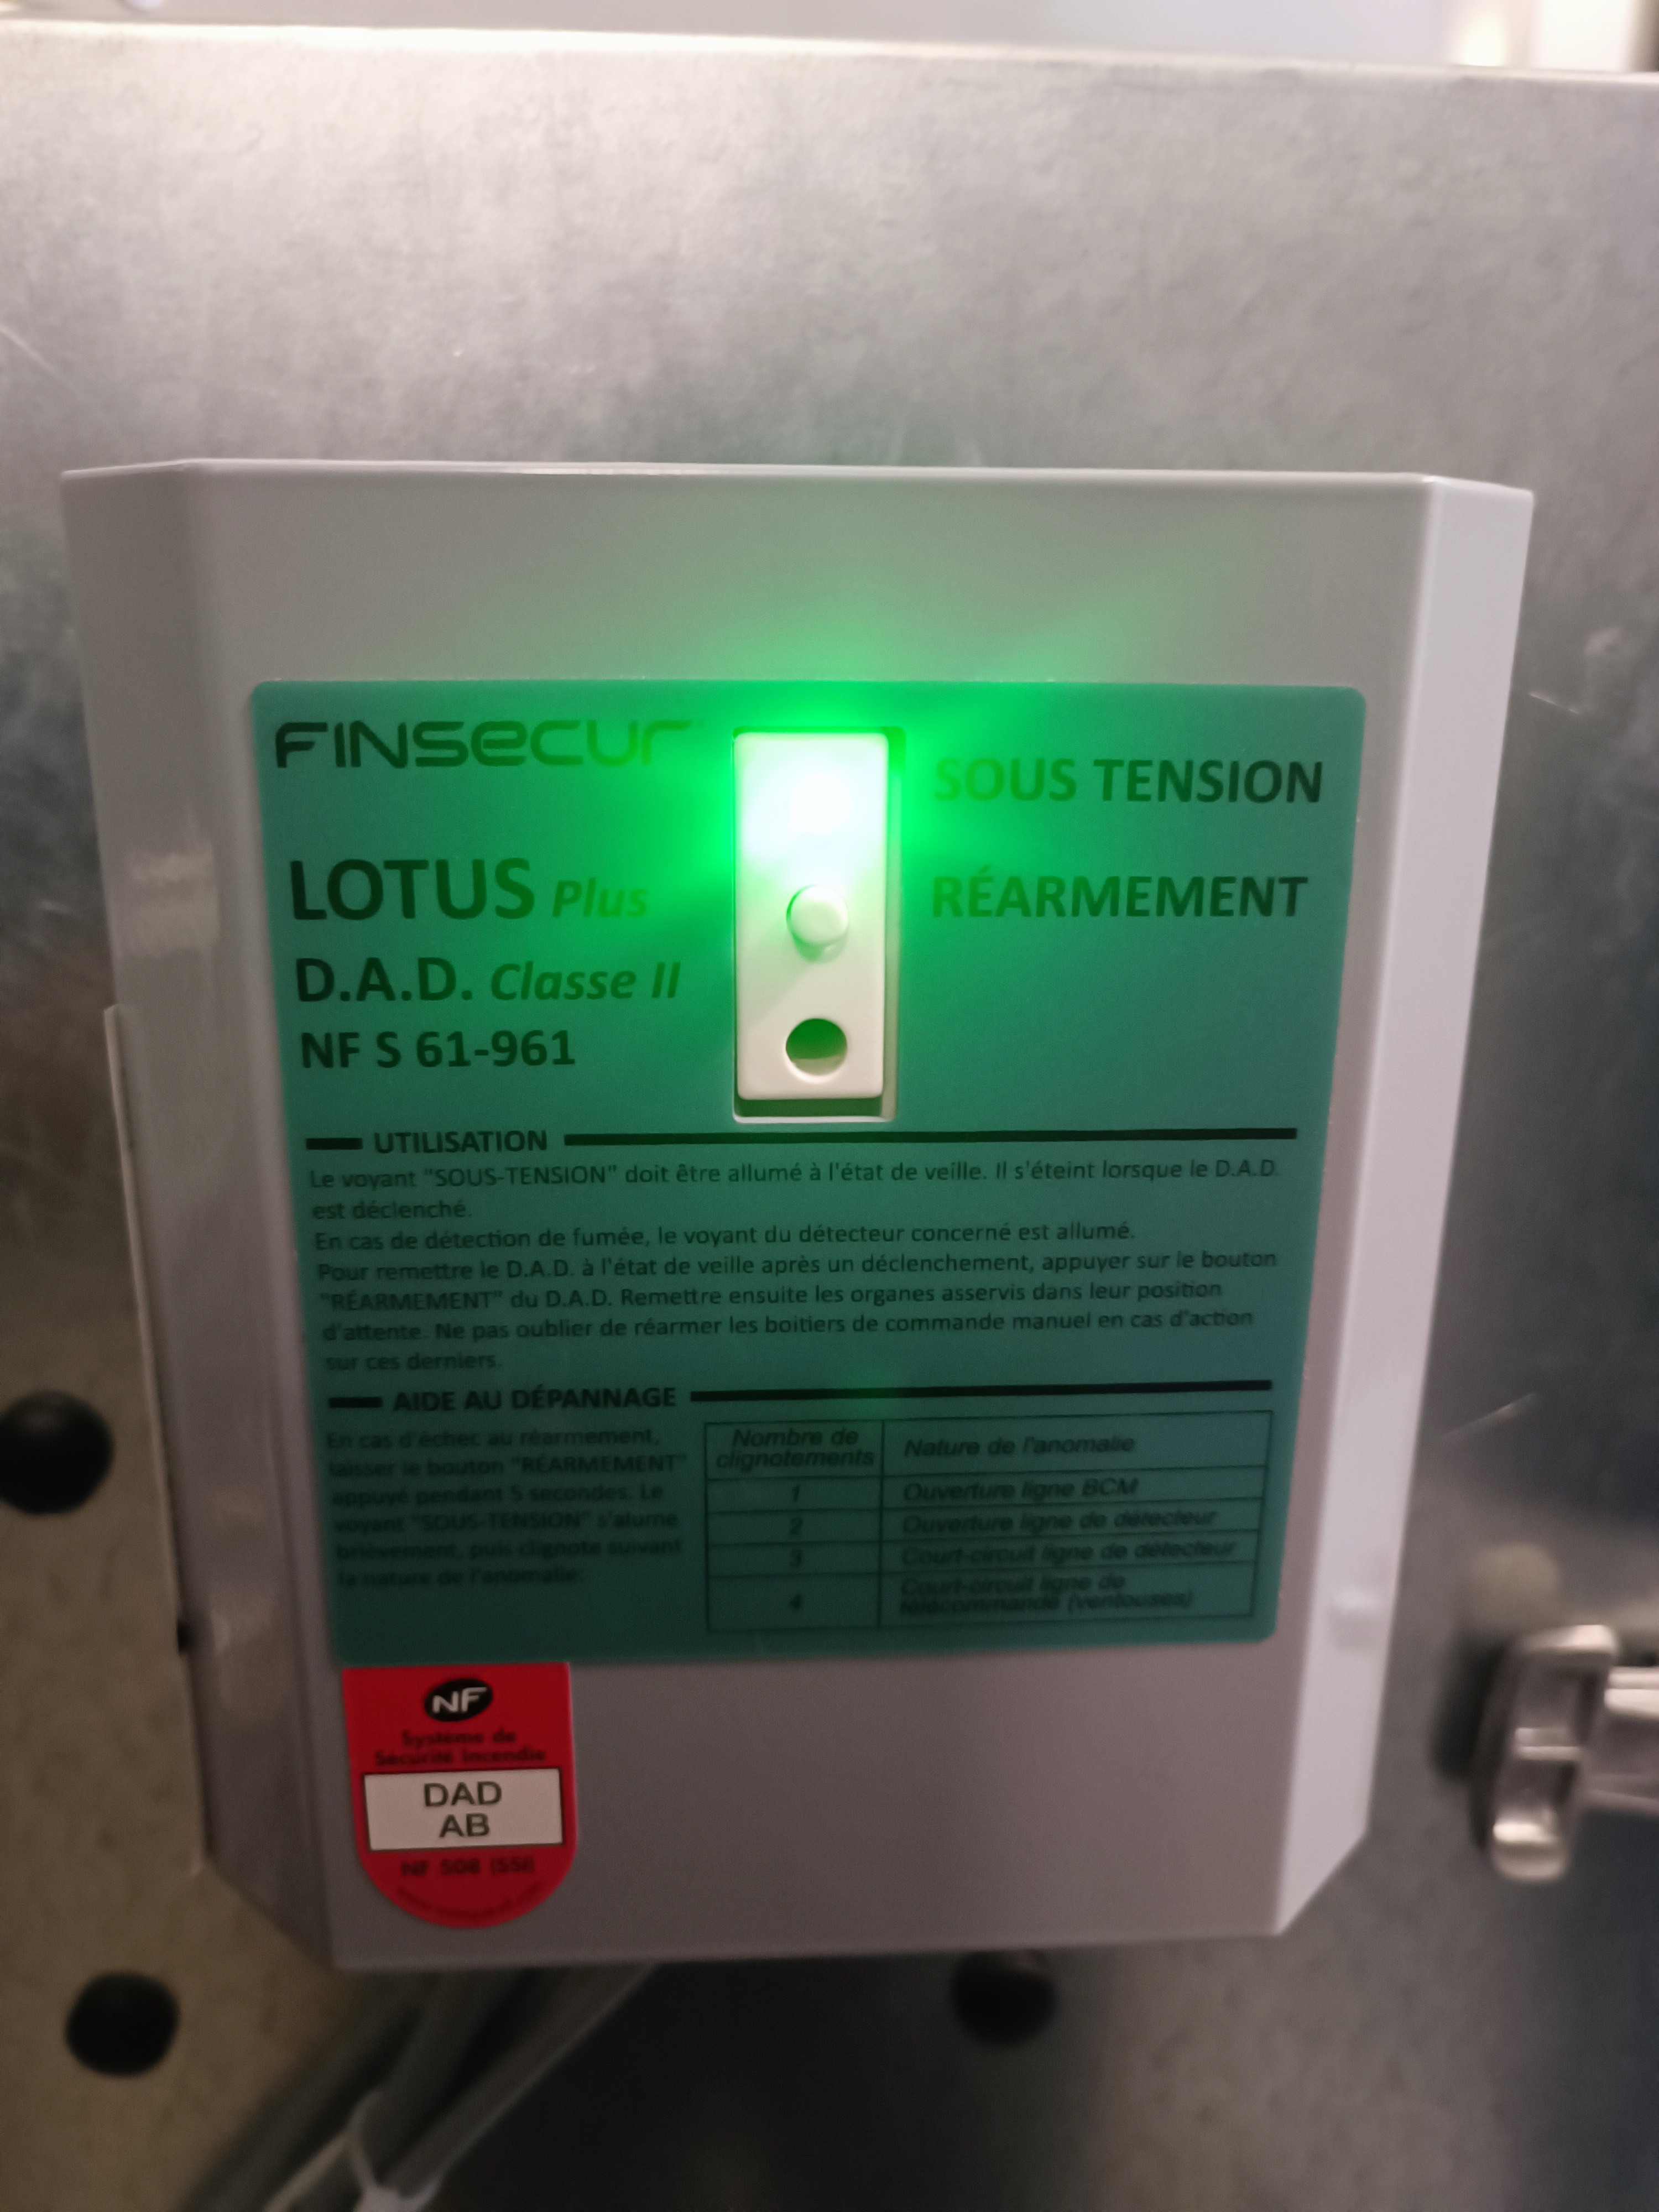 FINSECUR
SOUS TENSION
LOTUS Plus
RÉARMEMENT
D.A.D. Classe II
NF S 61-961
UTILISATION
Le voyant "SOUS-TENSION" doit être allumé à l'état de veille. Il s'éteint lorsque le D.A.D.
est déclenché.
En cas de détection de fumée, le voyant du détecteur concerné est allumé.
Pour remettre le D.A.D. à l'état de veille après un déclenchement, appuyer sur le bouton
"RÉARMEMENT" du D.A.D. Remettre ensuite les organes asservis dans leur position
d'attente. Ne pas oublier de réarmer les boitiers de commande manuel en cas d'action
sur ces derniers.
AIDE AU DÉPANNAGE
En cas d'échec au réarmement,
laisser le bouton "RÉARMEMENT"
appuyé pendant 5 secondes. Le
voyant "SOUS-TENSION" s'alume
brièvement, puis clignote suivant
la nature de l'anomalie:
Nombre de
clignotements
Nature de l'anomalie
1 Ouverture ligne BCM
2 Ouverture ligne de détecteur
3 Court-circuit ligne de détecteur
4 Court-circuit ligne de
télécommande (ventouses)
NF
Système de
Sécurité Incendie
DAD
AB
NF 508 (SSI)